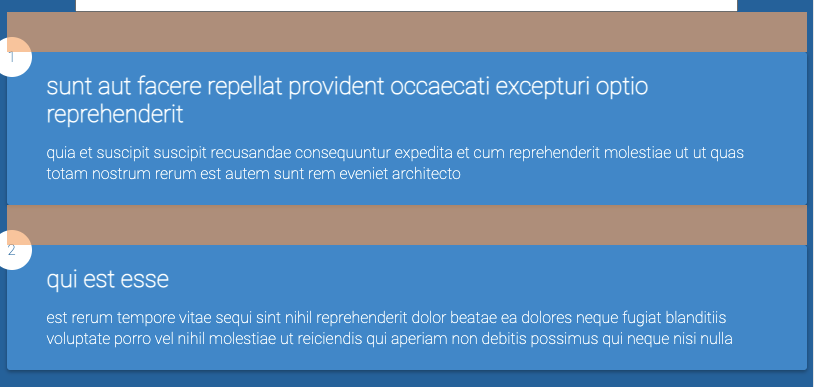 1
sunt aut facere repellat provident occaecati excepturi optio
reprehenderit
quia et suscipit suscipit recusandae consequuntur expedita et cum reprehenderit molestiae ut ut quas
totam nostrum rerum est autem sunt rem eveniet architecto
2
qui est esse
est rerum tempore vitae sequi sint nihil reprehenderit dolor beatae ea dolores neque fugiat blanditiis
voluptate porro vel nihil molestiae ut reiciendis qui aperiam non debitis possimus qui neque nisi nulla